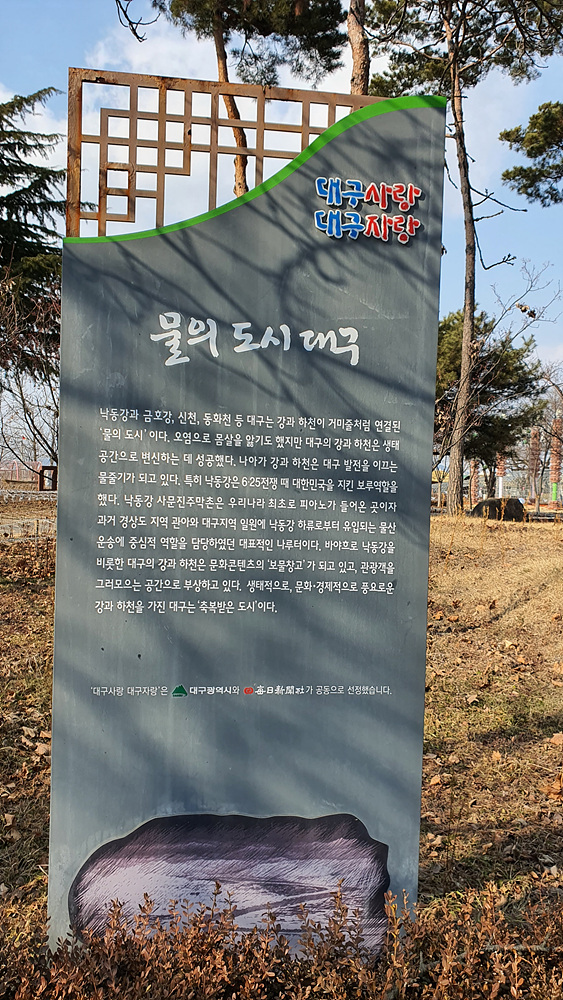 대구사랑
대구자랑
물의 도시 대구
낙동강과 금호강, 신천, 동화천 등 대구는 강과 하천이 거미줄처럼 연결된
'물의 도시' 이다. 오염으로 몸살을 앓기도 했지만 대구의 강과 하천은 생태
공간으로 변신하는 데 성공했다. 나아가 강과 하천은 대구 발전을 이끄는
물줄기가 되고 있다. 특히 낙동강은 6·25전쟁 때 대한민국을 지킨 보루역할을
했다. 낙동강 사문진주막촌은 우리나라 최초로 피아노가 들어온 곳이자
과거 경상도 지역 관아와 대구지역 일원에 낙동강 하류로부터 유입되는 물산
운송에 중심적 역할을 담당하였던 대표적인 나루터이다. 바야흐로 낙동강을
비롯한 대구의 강과 하천은 문화콘텐츠의 '보물창고'가 되고 있고, 관광객을
그러모으는 공간으로 부상하고 있다. 생태적으로, 문화·경제적으로 풍요로운
강과 하천을 가진 대구는 '축복받은 도시'이다.
'대구사랑 대구자랑'은 대구광역시와 每日新聞社가 공동으로 선정했습니다.